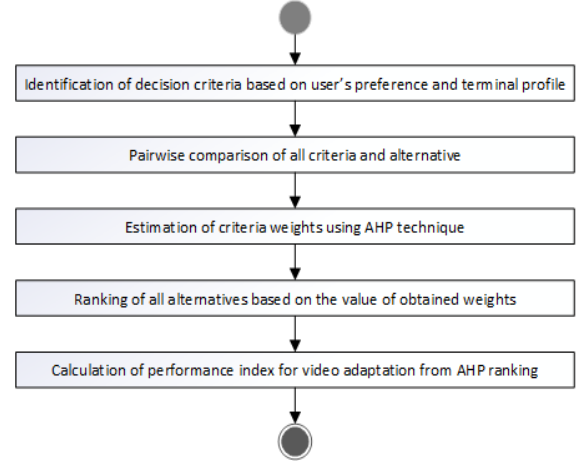 Identification of decision criteria based on user's preference and terminal profile
Pairwise comparison of all criteria and alternative
Estimation of criteria weights using AHP technique
Ranking of all alternatives based on the value of obtained weights
Calculation of performance index for video adaptation from AHP ranking